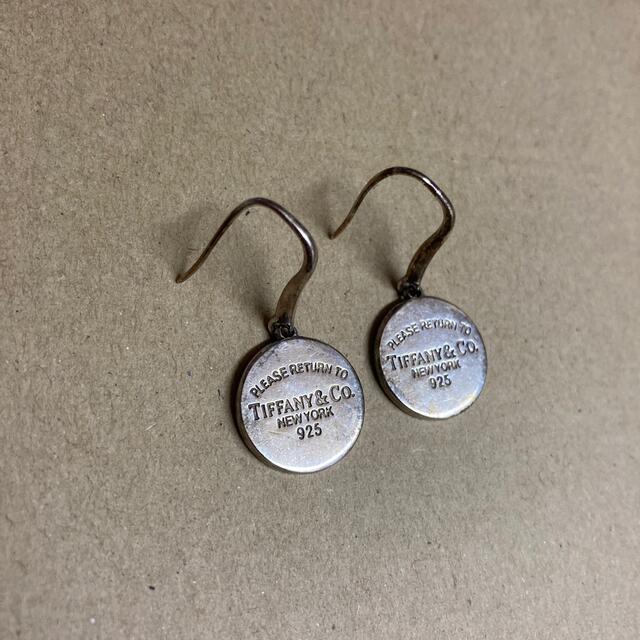 PLEASE RETURN TO
TIFFANY & CO.
NEW YORK
925
PLEASE RETURN TO
TIFFANY & CO.
NEW YORK
925